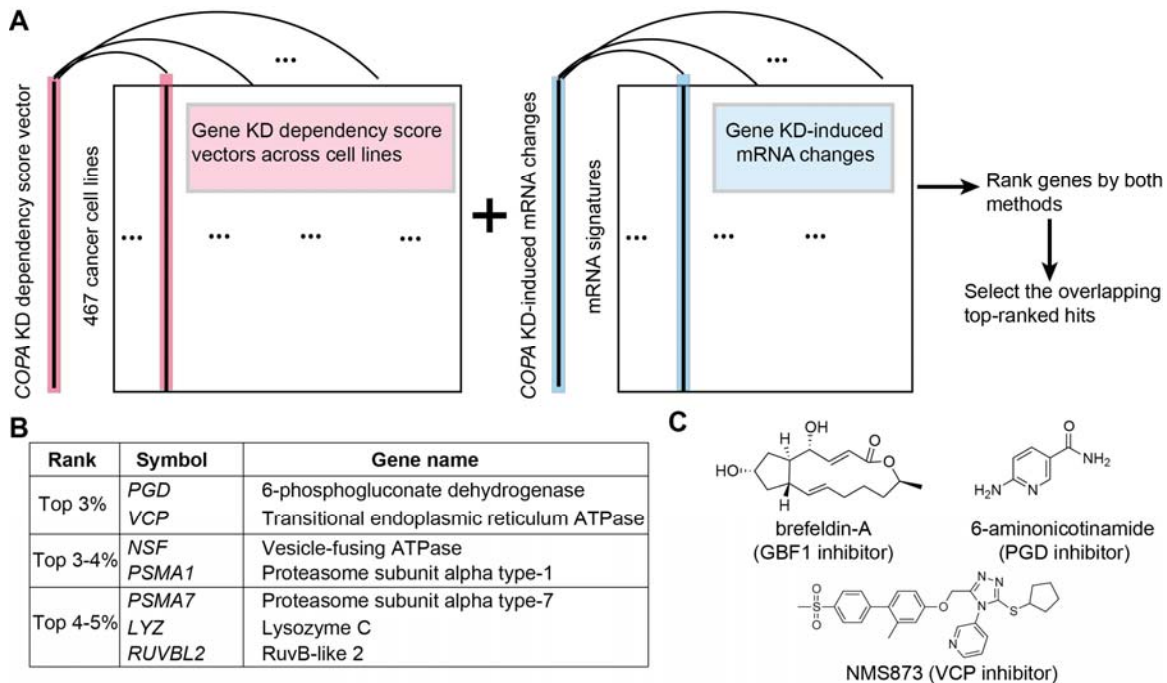 A
COPA KD dependency score vector
467 cancer cell lines
...
Gene KD dependency score
vectors across cell lines
... ... ... ...
+
COPA KD-induced mRNA changes
mRNA signatures
...
Gene KD-induced
mRNA changes
... ... ...
Rank genes by both
methods
Select the overlapping
top-ranked hits
B
Rank Symbol Gene name
Top 3% PGD 6-phosphogluconate dehydrogenase
VCP Transitional endoplasmic reticulum ATPase
Top 3-4% NSF Vesicle-fusing ATPase
PSMA1 Proteasome subunit alpha type-1
Top 4-5% PSMA7 Proteasome subunit alpha type-7
LYZ Lysozyme C
RUVBL2 RuvB-like 2
C
OH
H
O
O
HO
H
brefeldin-A
(GBF1 inhibitor)
O
NH2
H2N
N
6-aminonicotinamide
(PGD inhibitor)
N N
O
S
O
O
N
S
N
NMS873 (VCP inhibitor)